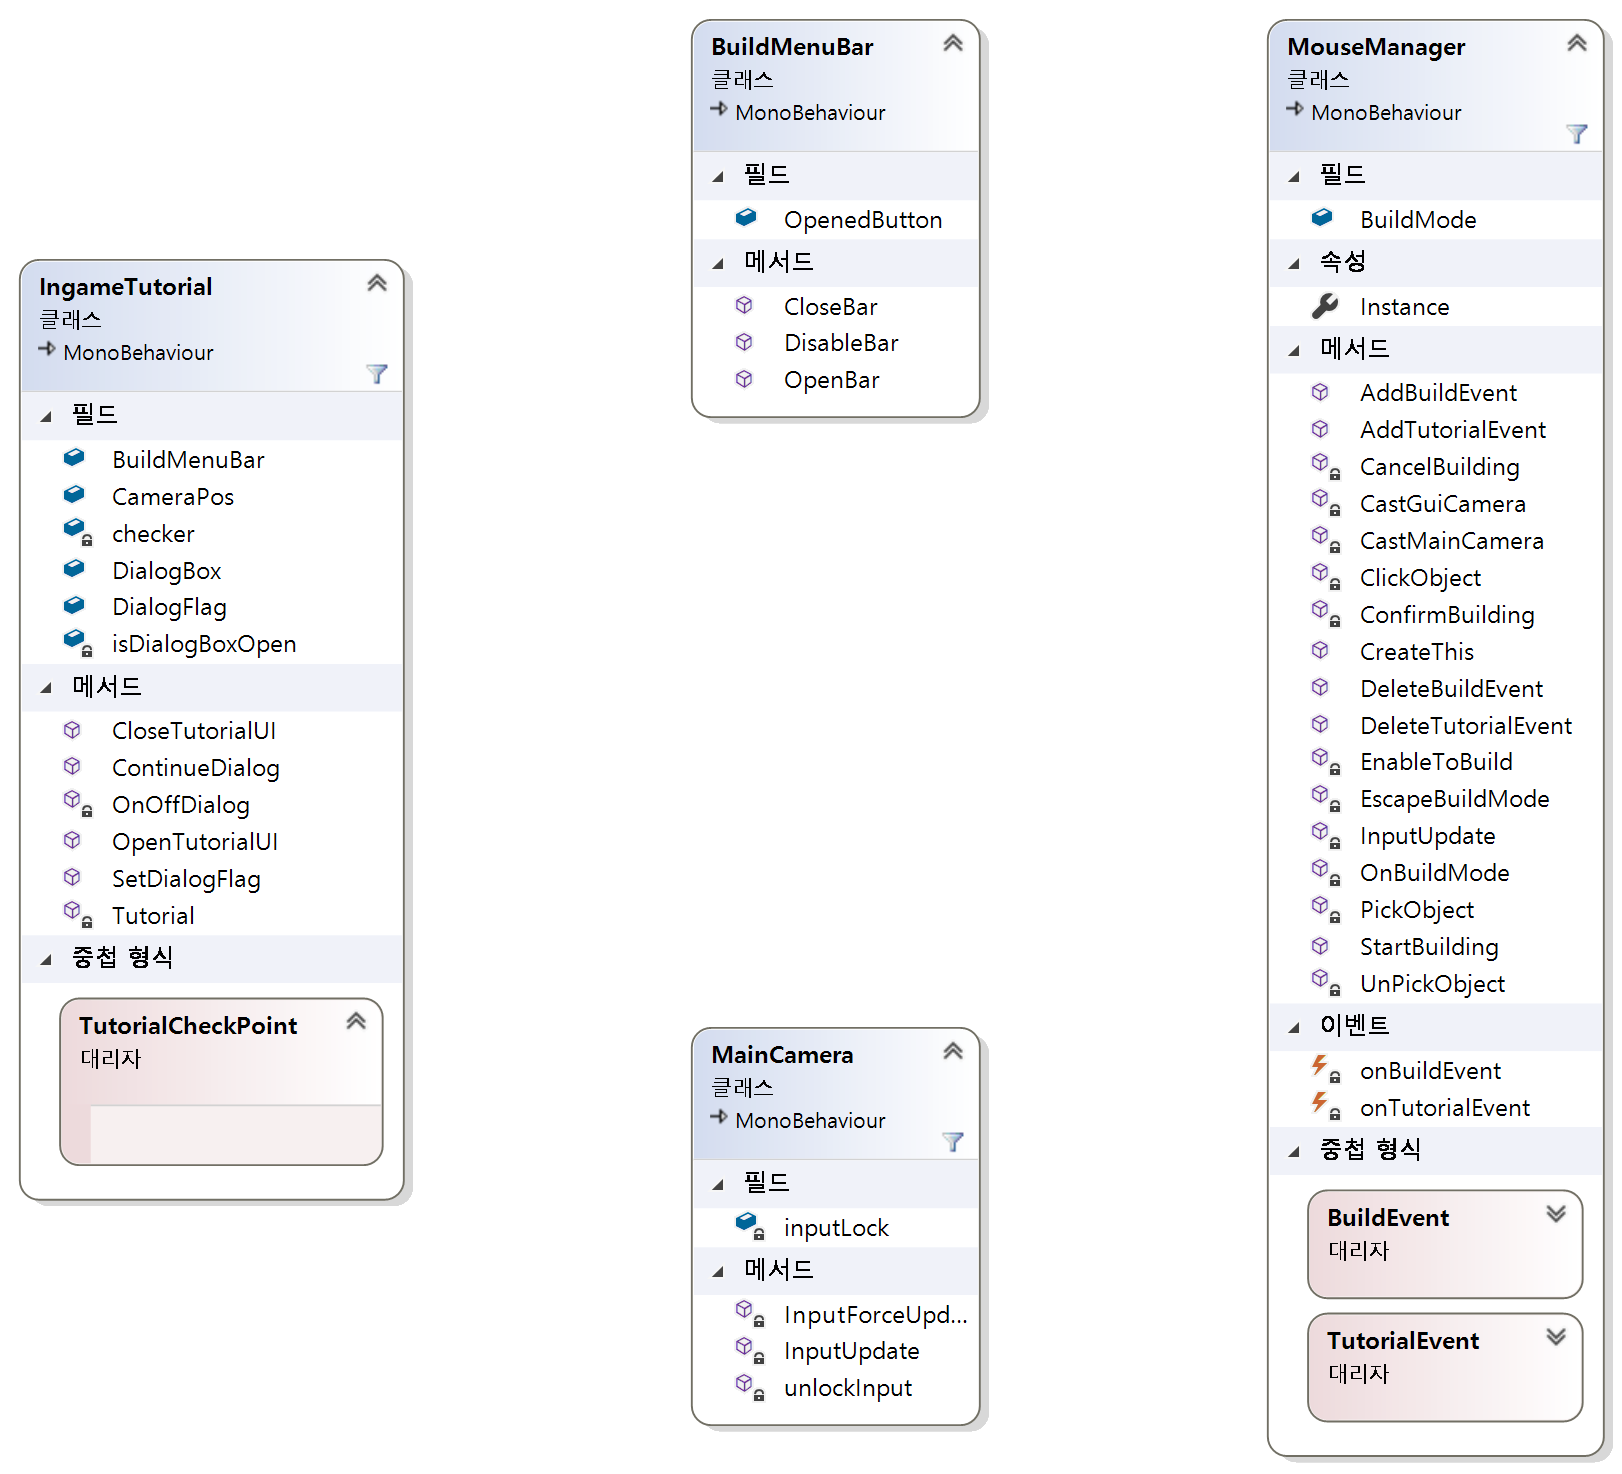 IngameTutorial
클래스
MonoBehaviour
필드
BuildMenuBar
CameraPos
checker
DialogBox
DialogFlag
isDialogBoxOpen
메서드
CloseTutorialUI
ContinueDialog
OnOffDialog
OpenTutorialUI
SetDialogFlag
Tutorial
중첩 형식
TutorialCheckPoint
대리자
BuildMenuBar
클래스
MonoBehaviour
필드
OpenedButton
메서드
CloseBar
DisableBar
OpenBar
MainCamera
클래스
MonoBehaviour
필드
inputLock
메서드
InputForceUpd...
InputUpdate
unlockInput
MouseManager
클래스
MonoBehaviour
필드
BuildMode
속성
Instance
메서드
AddBuildEvent
AddTutorialEvent
CancelBuilding
CastGuiCamera
CastMainCamera
ClickObject
ConfirmBuilding
CreateThis
DeleteBuildEvent
DeleteTutorialEvent
EnableToBuild
EscapeBuildMode
InputUpdate
OnBuildMode
PickObject
StartBuilding
UnPickObject
이벤트
onBuildEvent
onTutorialEvent
중첩 형식
BuildEvent
대리자
TutorialEvent
대리자